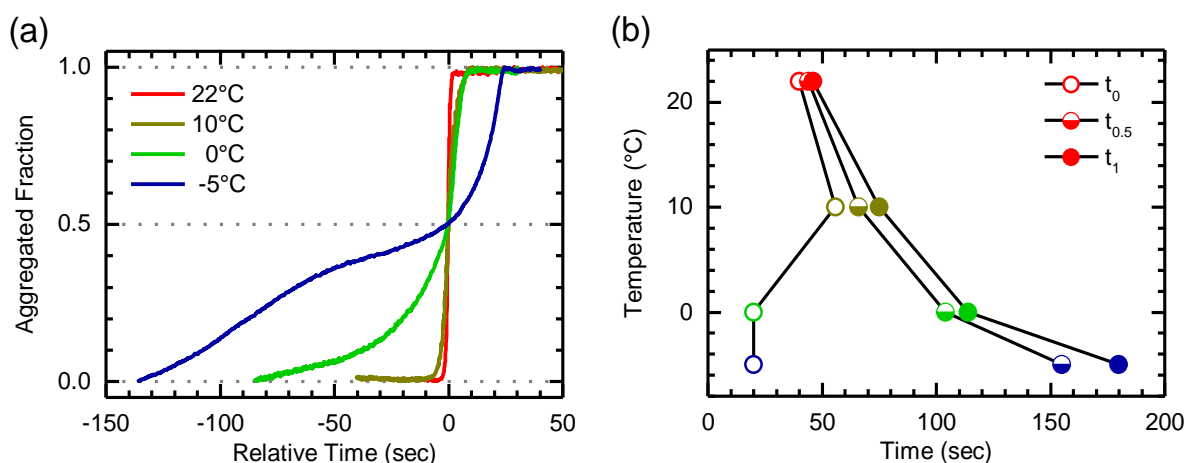 (a)
1.0
0.5
0.0
Aggregated Fraction
22°C
10°C
0°C
-5°C
-150
-100
-50
0
50
Relative Time (sec)
(b)
20
10
0
Temperature (°C)
t0
t0.5
t1
0
50
100
150
200
Time (sec)